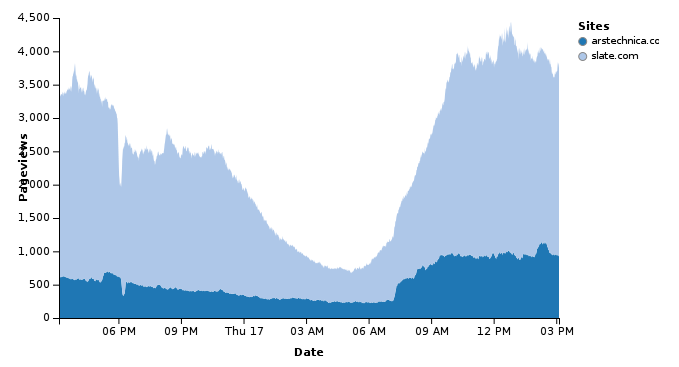 4,500
4,000
3,500
3,000
2,500
2,000
1,500
1,000
500
0
Pageviews
06 PM 09 PM Thu 17 03 AM 06 AM 09 AM 12 PM 03 PM
Date
Sites
arstechnica.cc
slate.com